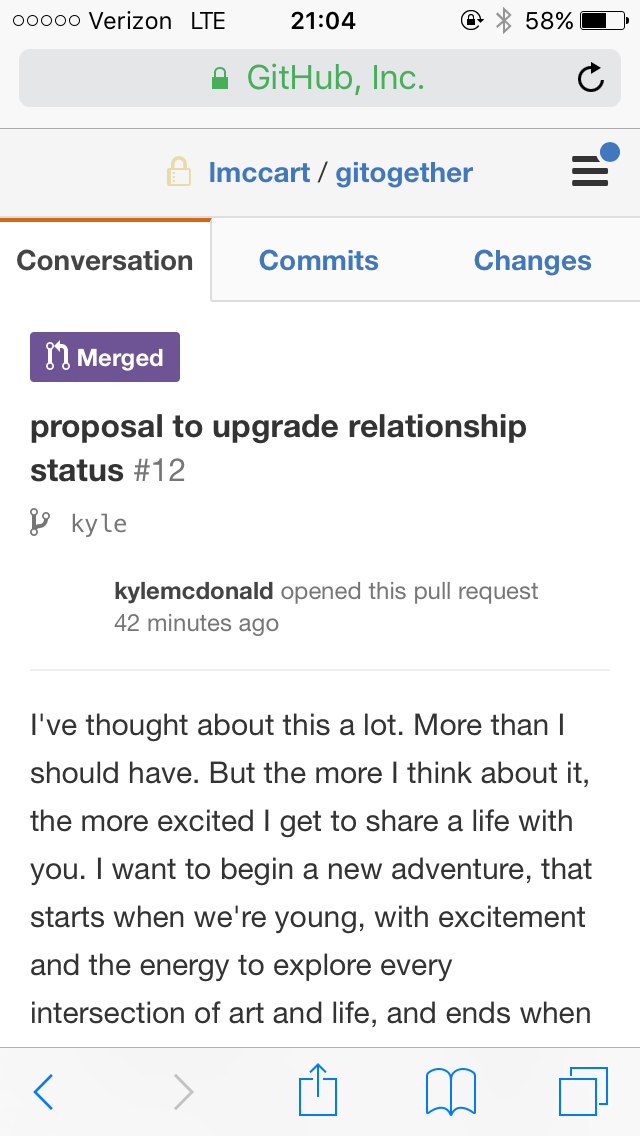 Verizon LTE 21:04 58%
GitHub, Inc.
lmccart / gitogether
Conversation Commits Changes
Merged
proposal to upgrade relationship
status #12
kyle
kylemcdonald opened this pull request
42 minutes ago
I've thought about this a lot. More than I
should have. But the more I think about it,
the more excited I get to share a life with
you. I want to begin a new adventure, that
starts when we're young, with excitement
and the energy to explore every
intersection of art and life, and ends when